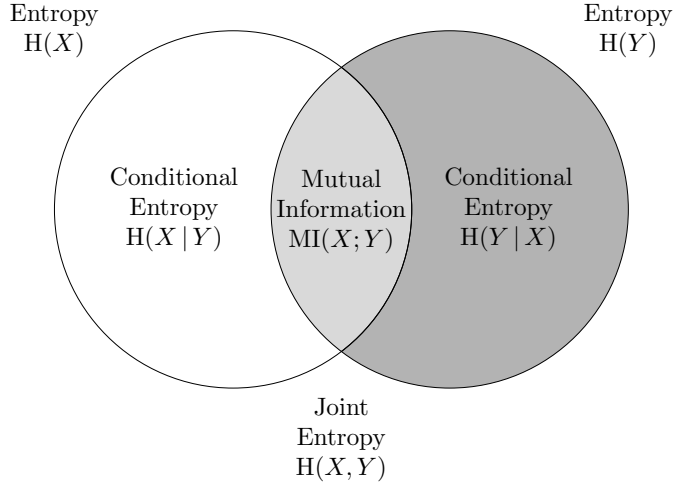 Entropy
H(X)
Entropy
H(Y)
Conditional
Entropy
H(X | Y)
Mutual
Information
MI(X; Y)
Conditional
Entropy
H(Y | X)
Joint
Entropy
H(X, Y)